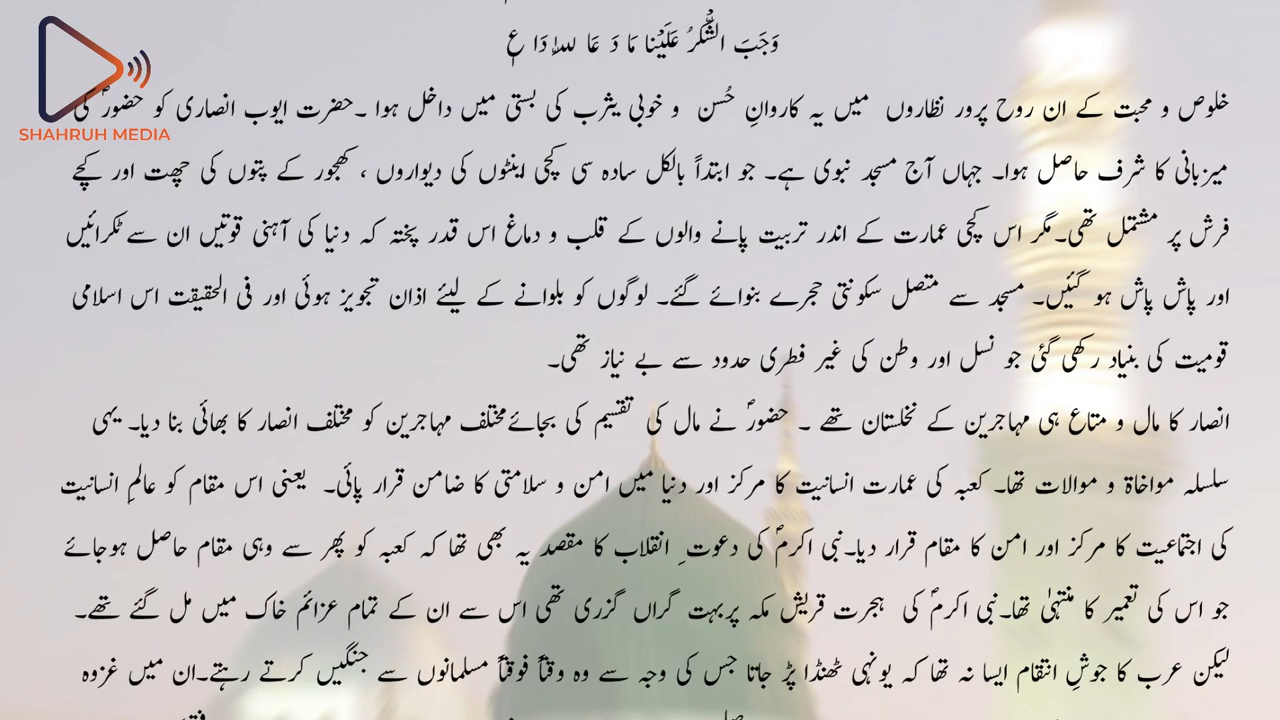 SHAHRUH MEDIA
وَجَبَ الشُّکرُ عَلَیْنا مَا دَ عَا للہِ دَا عٍ
خلوص و محبت کے ان روح پرور نظاروں میں یہ کاروانِ حُسن و خوبی یثرب کی بستی میں داخل ہوا ۔حضرت ایوب انصاری کو حضورؐ کی
میزبانی کا شرف حاصل ہوا۔ جہاں آج مسجد نبوی ہے۔ جو ابتداً بالکل سادہ سی کچی اینٹوں کی دیواروں ، کھجور کے پتوں کی چھت اور کچے
فرش پر مشتمل تھی۔مگر اس کچی عمارت کے اندر تربیت پانے والوں کے قلب و دماغ اس قدر پختہ کہ دنیا کی آہنی قوتیں ان سے ٹکرائیں
اور پاش پاش ہو گئیں۔ مسجد سے متصل سکونتی حجرے بنوائے گئے۔ لوگوں کو بلوانے کے لیئے اذان تجویز ہوئی اور فی الحقیقت اس اسلامی
قومیت کی بنیاد رکھی گئی جو نسل اور وطن کی غیر فطری حدود سے بے نیاز تھی۔
انصار کا مال و متاع ہی مہاجرین کے نخلستان تھے ۔ حضورؐ نے مال کی تقسیم کی بجائےمختلف مہاجرین کو مختلف انصار کا بھائی بنا دیا۔ یہی
سلسلہ مواخاۃ و موالات تھا۔ کعبہ کی عمارت انسانیت کا مرکز اور دنیا میں امن و سلامتی کا ضامن قرار پائی۔ یعنی اس مقام کو عالمِ انسانیت
کی اجتماعیت کا مرکز اور امن کا مقام قرار دیا۔نبی اکرمؐ کی دعوت ِ انقلاب کا مقصد یہ بھی تھا کہ کعبہ کو پھر سے وہی مقام حاصل ہوجائے
جو اس کی تعمیر کا منتہیٰ تھا۔نبی اکرمؐ کی ہجرت قریش مکہ پربہت گراں گزری تھی اس سے ان کے تمام عزائم خاک میں مل گئے تھے۔
لیکن عرب کا جوشِ انتقام ایسا نہ تھا کہ یونہی ٹھنڈا پڑ جاتا جس کی وجہ سے وہ وقتاً فوقتاً مسلمانوں سے جنگیں کرتے رہتے۔ان میں غزوہ